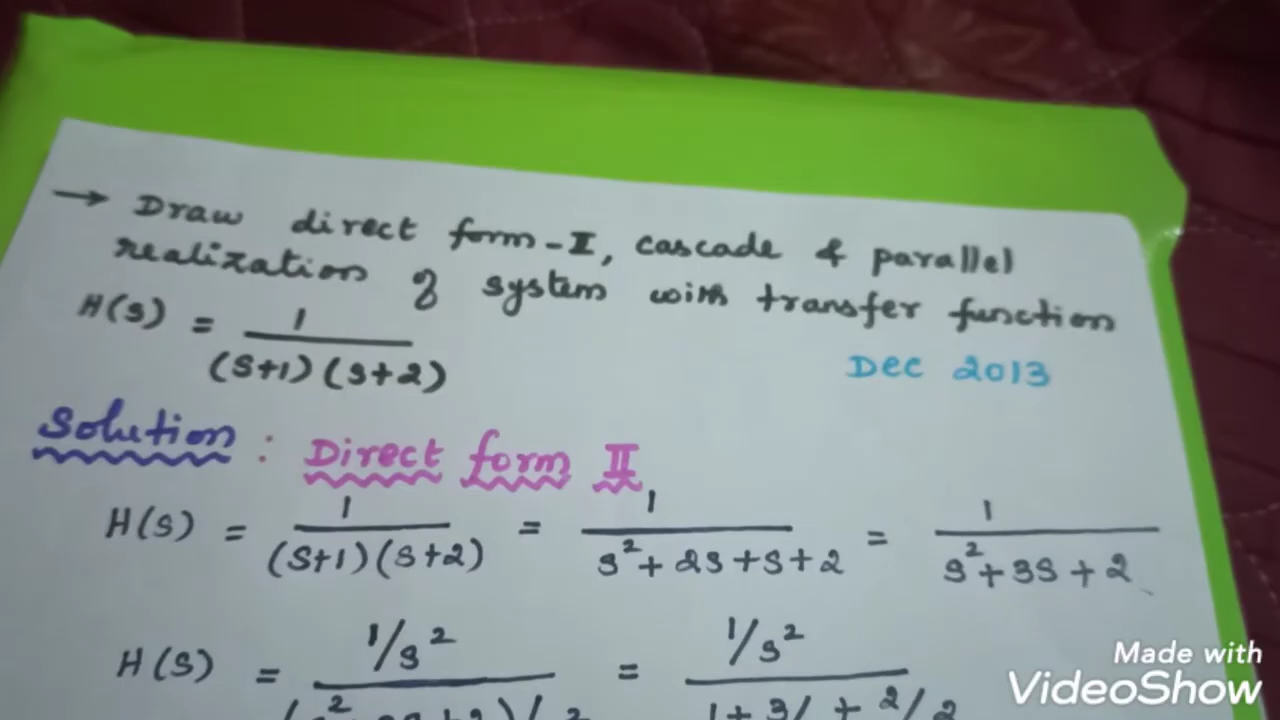 → Draw direct form-II, cascade & parallel
realization of system with transfer function
H(s) = 1/(s+1)(s+2)
Dec 2013
Solution : Direct form II
H(s) = 1/(s+1)(s+2) = 1/s²+2s+s+2 = 1/s²+3s+2
H(s) = 1/s² = 1/s²
Made with
VideoShow